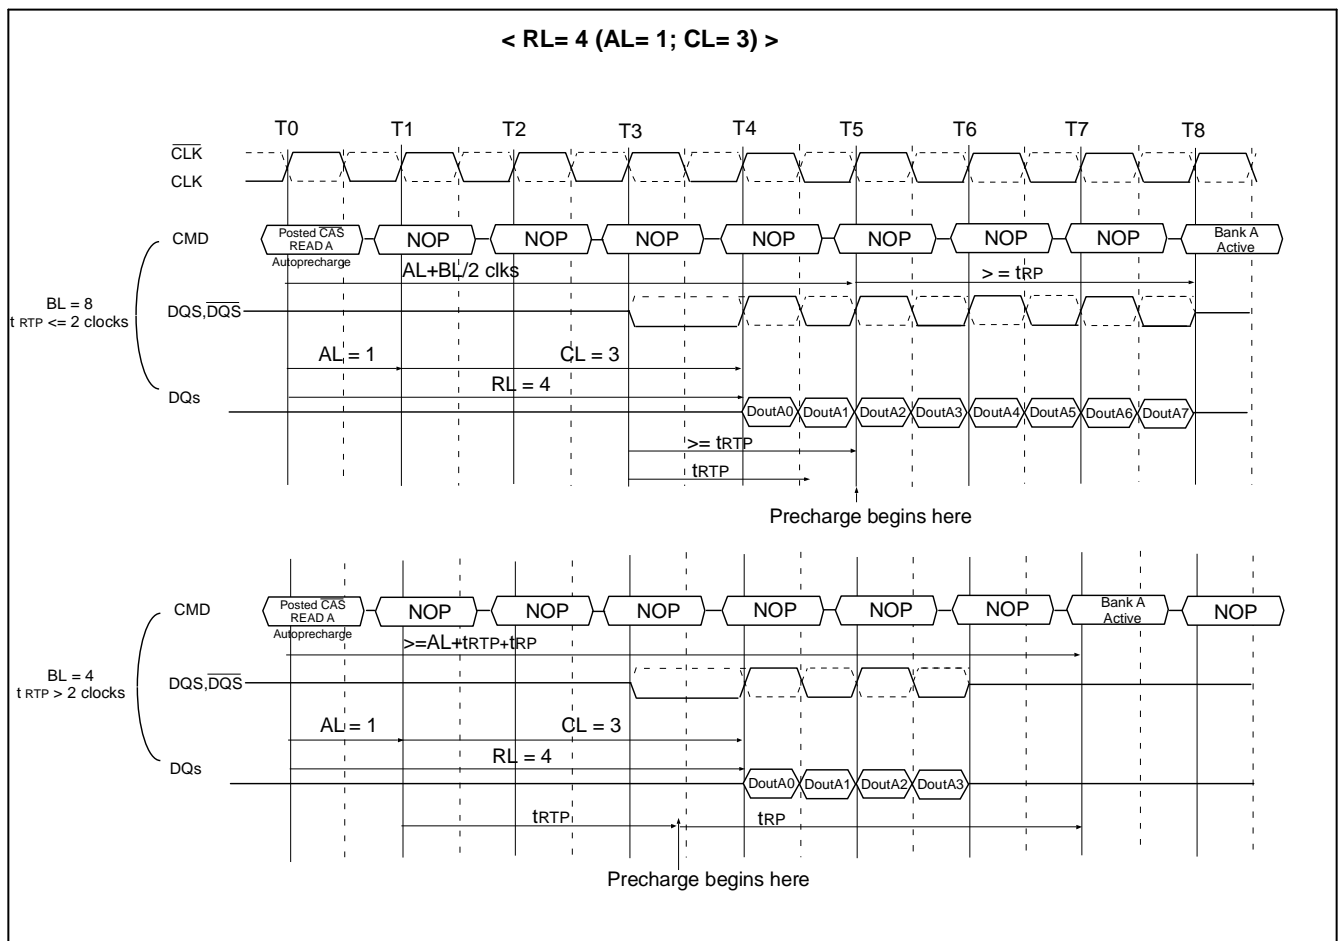 < RL= 4 (AL= 1; CL= 3) >
T0 T1 T2 T3 T4 T5 T6 T7 T8
CLK
CLK
CMD
Posted CAS
READ A
Autoprecharge
NOP NOP NOP NOP NOP NOP NOP
Bank A
Active
AL+BL/2 clks
> = tRP
BL = 8
t RTP <= 2 clocks
DQS,DQS
AL = 1
CL = 3
RL = 4
DQs
DoutA0 DoutA1 DoutA2 DoutA3 DoutA4 DoutA5 DoutA6 DoutA7
>= tRTP
tRTP
Precharge begins here
CMD
Posted CAS
READ A
Autoprecharge
NOP NOP NOP NOP NOP NOP
Bank A
Active
NOP
>=AL+tRTP+tRP
BL = 4
t RTP > 2 clocks
DQS,DQS
AL = 1
CL = 3
RL = 4
DQs
DoutA0 DoutA1 DoutA2 DoutA3
tRTP
tRP
Precharge begins here